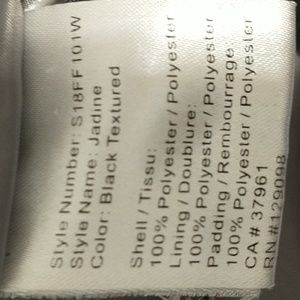 Style Number: S18FF101W
Style Name: Jadine
Color: Black Textured
Shell / Tissu:
100% Polyester / Polyester
Lining / Doublure:
100% Polyester / Polyester
Padding / Rembourrage:
100% Polyester / Polyester
CA# 37961
RN #129098